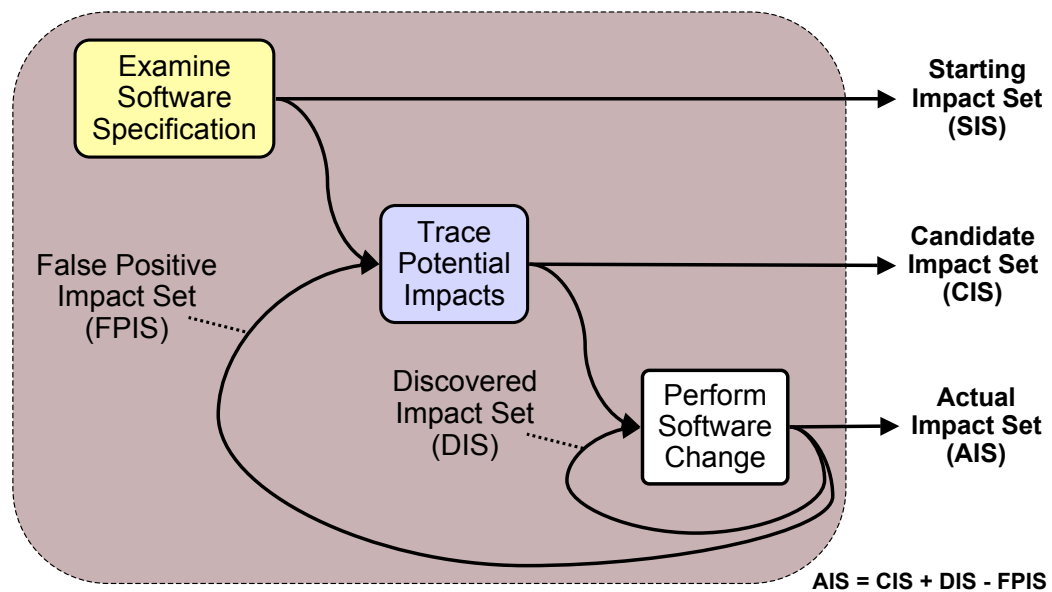 Examine
Software
Specification
Starting
Impact Set
(SIS)
Trace
Potential
Impacts
Candidate
Impact Set
(CIS)
False Positive
Impact Set
(FPIS)
Discovered
Impact Set
(DIS)
Perform
Software
Change
Actual
Impact Set
(AIS)
AIS = CIS + DIS - FPIS